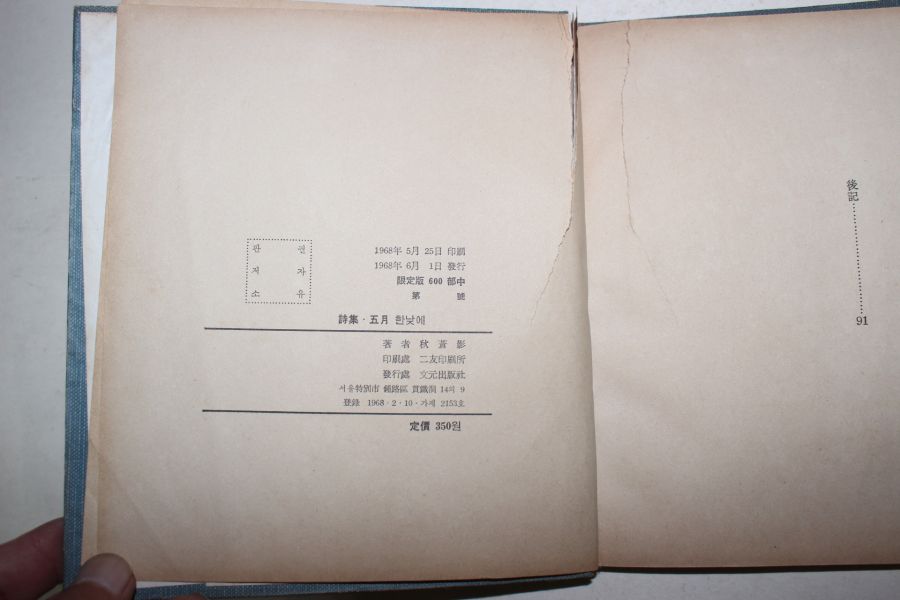 판권
저자
소유
1968年 5月 25日 印刷
1968年 6月 1日 發行
限定版 600 部中
第 號
詩集·五月 한낮에
著者 秋蒼影
印刷處 二友印刷所
發行處 文元出版社
서울特別市 鍾路區 貫鐵洞 14의 9
登錄 1968·2·10·가제 2153호
定價 350원
後記……………91